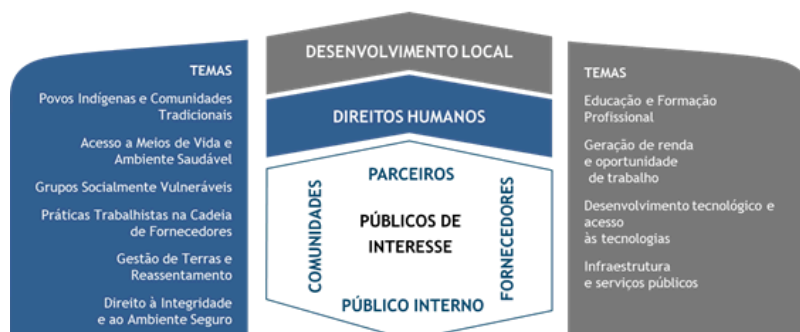 TEMAS
Povos Indígenas e Comunidades
Tradicionais
Acesso a Meios de Vida e
Ambiente Saudável
Grupos Socialmente Vulneráveis
Práticas Trabalhistas na Cadeia
de Fornecedores
Gestão de Terras e
Reassentamento
Direito à Integridade
e ao Ambiente Seguro
DESENVOLVIMENTO LOCAL
DIREITOS HUMANOS
PARCEIROS
COMUNIDADES
PÚBLICOS DE
INTERESSE
FORNECEDORES
PÚBLICO INTERNO
TEMAS
Educação e Formação
Profissional
Geração de renda
e oportunidade
de trabalho
Desenvolvimento tecnológico e
acesso
às tecnologias
Infraestrutura
e serviços públicos